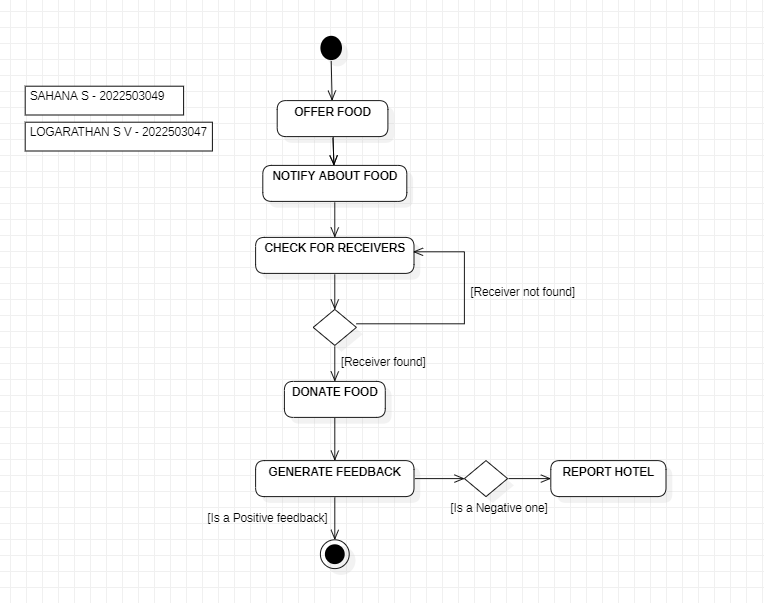 SAHANA S - 2022503049
LOGARATHAN S V - 2022503047
OFFER FOOD
NOTIFY ABOUT FOOD
CHECK FOR RECEIVERS
[Receiver not found]
[Receiver found]
DONATE FOOD
GENERATE FEEDBACK
REPORT HOTEL
[Is a Negative one]
[Is a Positive feedback]